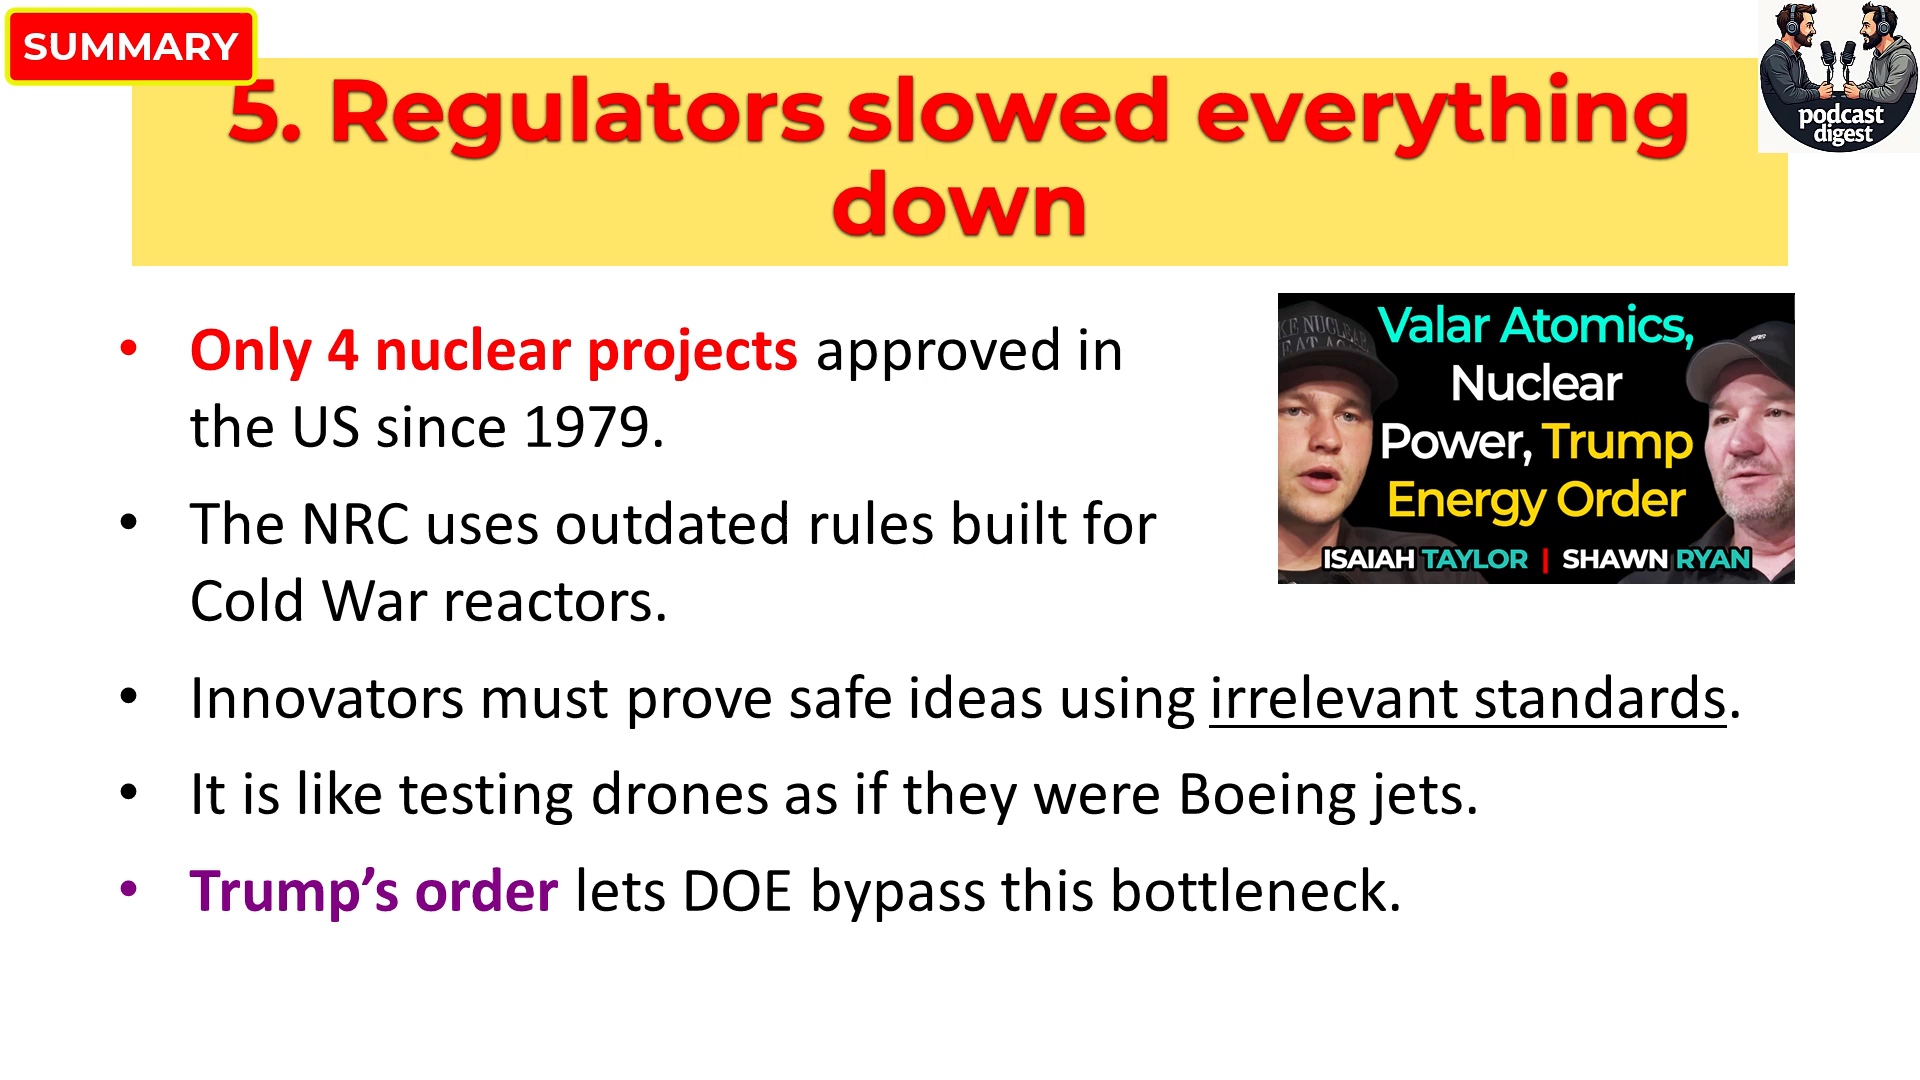 SUMMARY
5. Regulators slowed everything
down
podcast
digest
• Only 4 nuclear projects approved in
the US since 1979.
• The NRC uses outdated rules built for
Cold War reactors.
• Innovators must prove safe ideas using irrelevant standards.
• It is like testing drones as if they were Boeing jets.
• Trump’s order lets DOE bypass this bottleneck.
Valar Atomics,
Nuclear
Power, Trump
Energy Order
ISAIAH TAYLOR | SHAWN RYAN